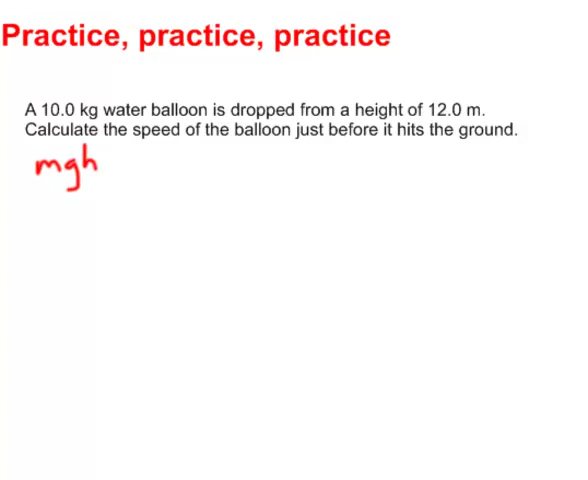 Practice, practice, practice
A 10.0 kg water balloon is dropped from a height of 12.0 m.
Calculate the speed of the balloon just before it hits the ground.
mgh